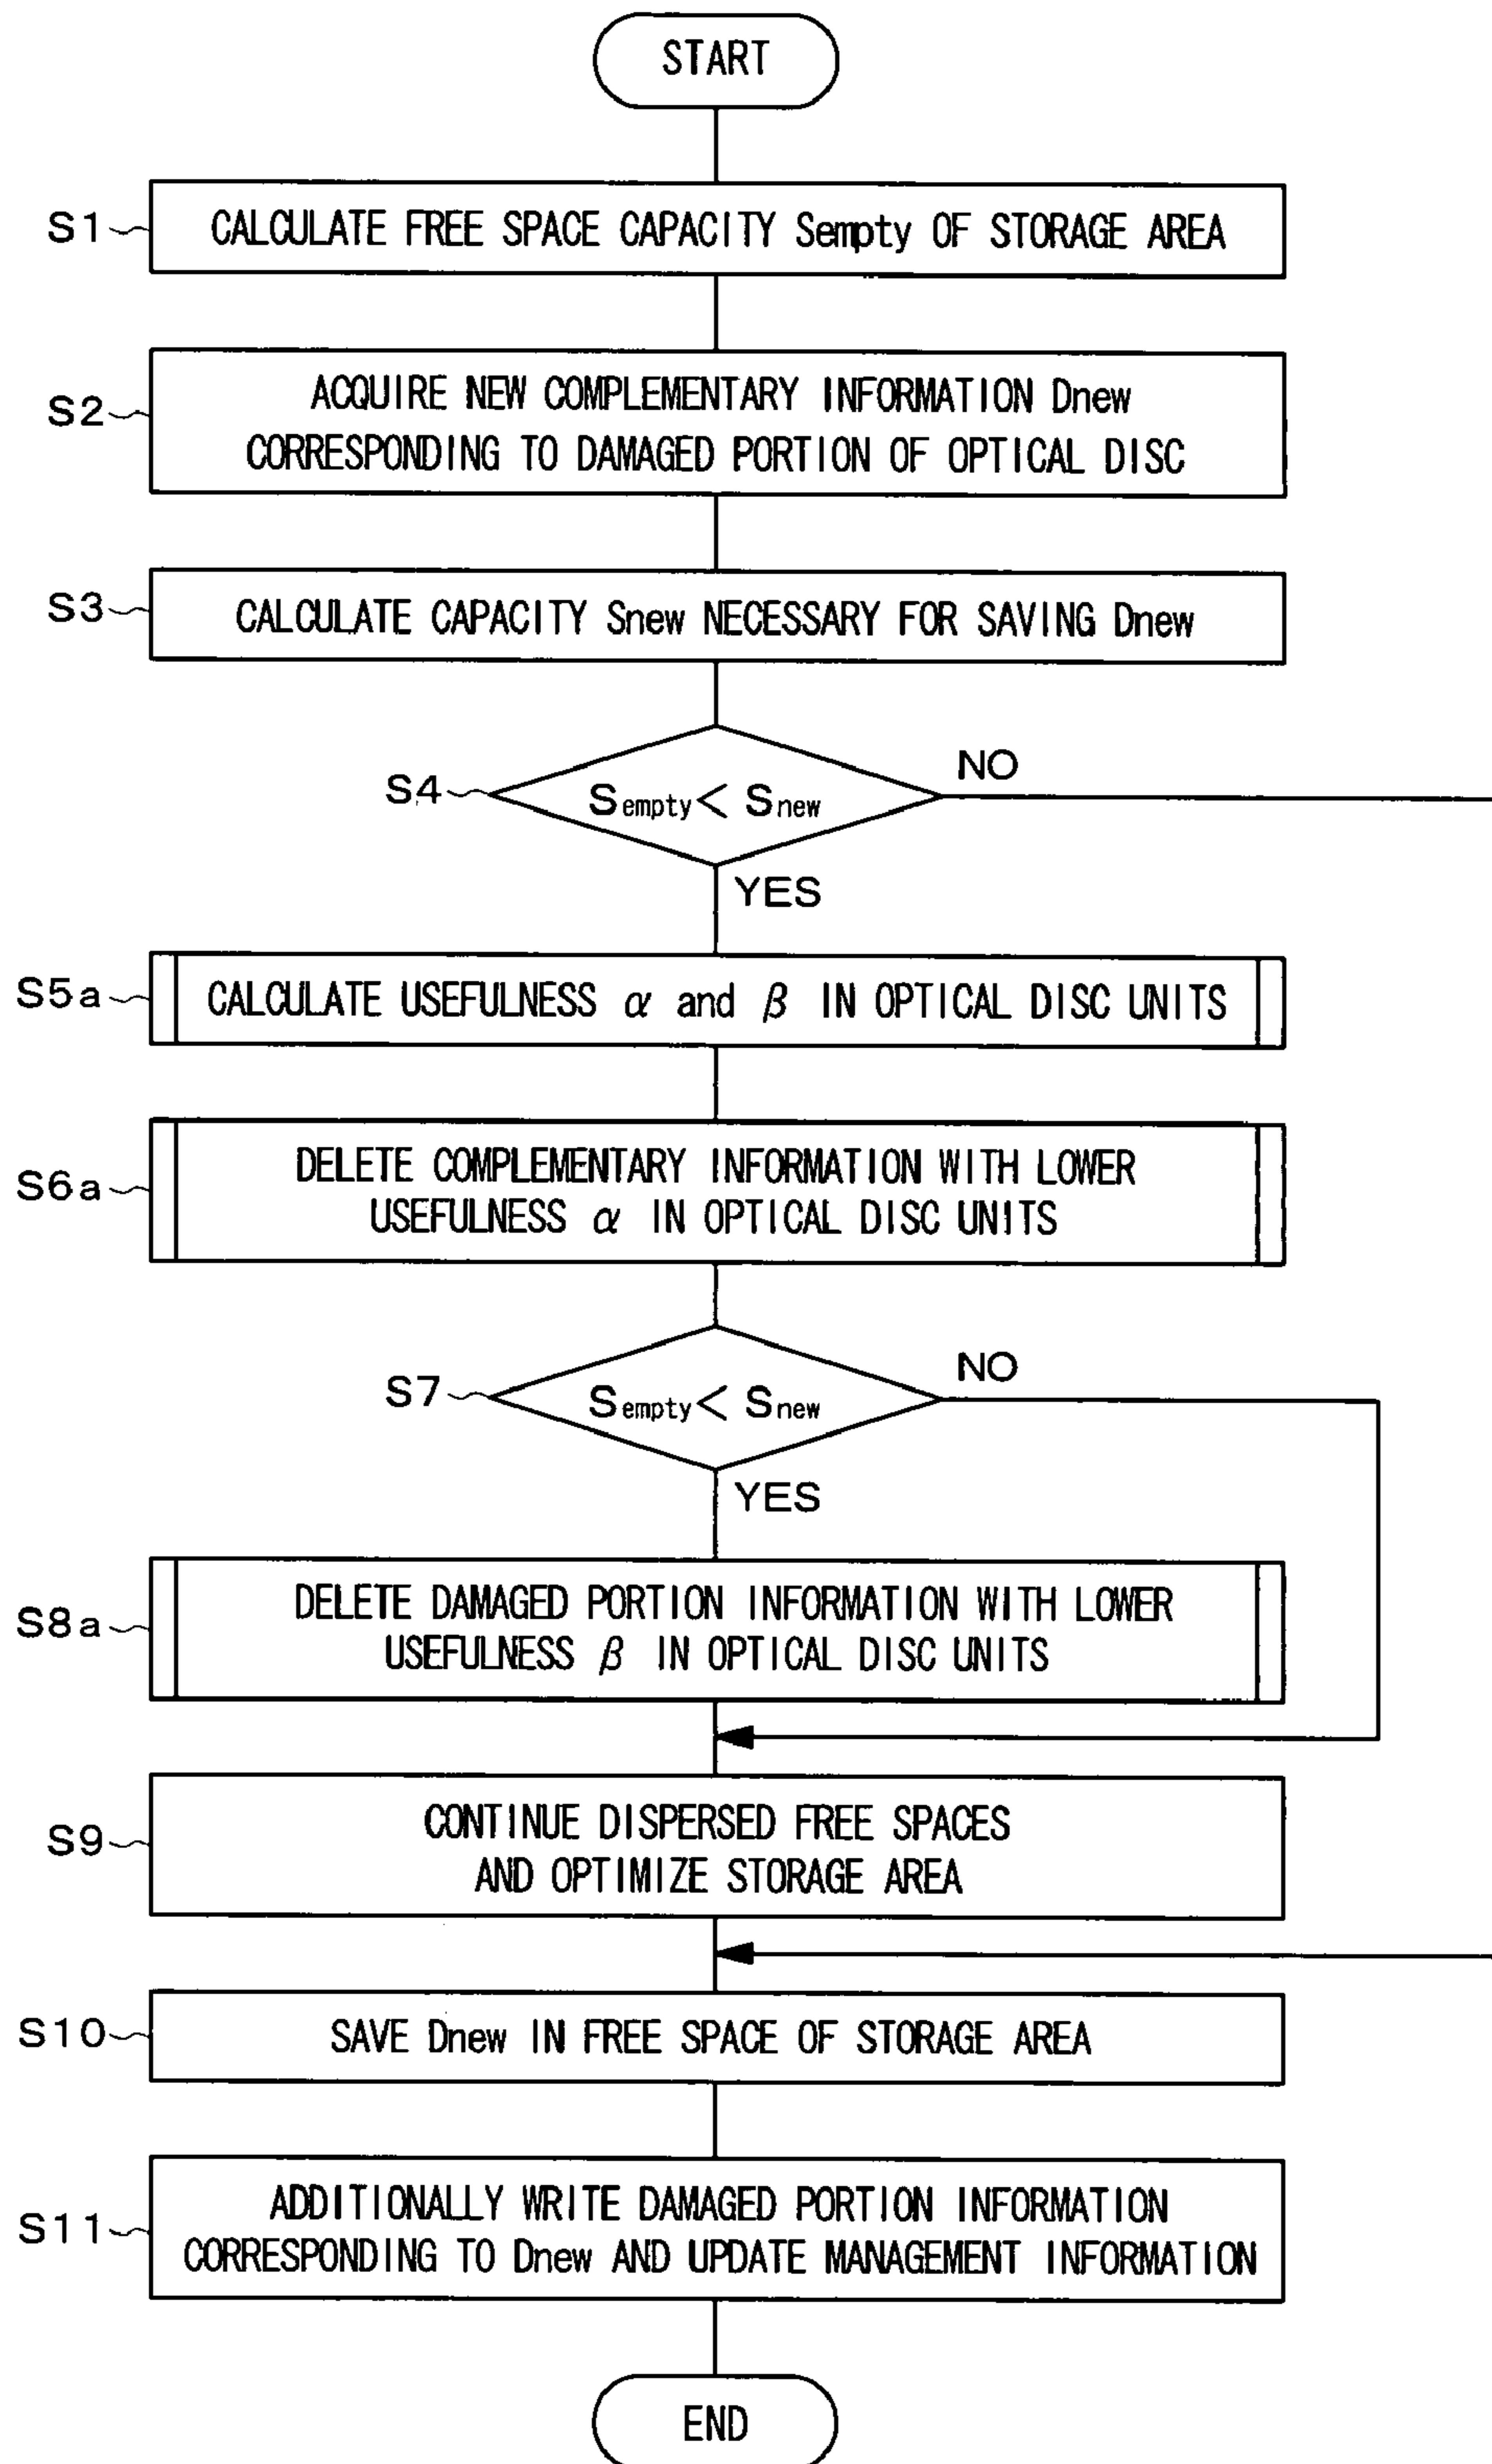 START
S1 CALCULATE FREE SPACE CAPACITY Sempty OF STORAGE AREA
S2 ACQUIRE NEW COMPLEMENTARY INFORMATION Dnew
CORRESPONDING TO DAMAGED PORTION OF OPTICAL DISC
S3 CALCULATE CAPACITY Snew NECESSARY FOR SAVING Dnew
S4 Sempty < Snew NO
YES
S5a CALCULATE USEFULNESS α and β IN OPTICAL DISC UNITS
S6a DELETE COMPLEMENTARY INFORMATION WITH LOWER
USEFULNESS α IN OPTICAL DISC UNITS
S7 Sempty < Snew NO
YES
S8a DELETE DAMAGED PORTION INFORMATION WITH LOWER
USEFULNESS β IN OPTICAL DISC UNITS
S9 CONTINUE DISPERSED FREE SPACES
AND OPTIMIZE STORAGE AREA
S10 SAVE Dnew IN FREE SPACE OF STORAGE AREA
S11 ADDITIONALLY WRITE DAMAGED PORTION INFORMATION
CORRESPONDING TO Dnew AND UPDATE MANAGEMENT INFORMATION
END